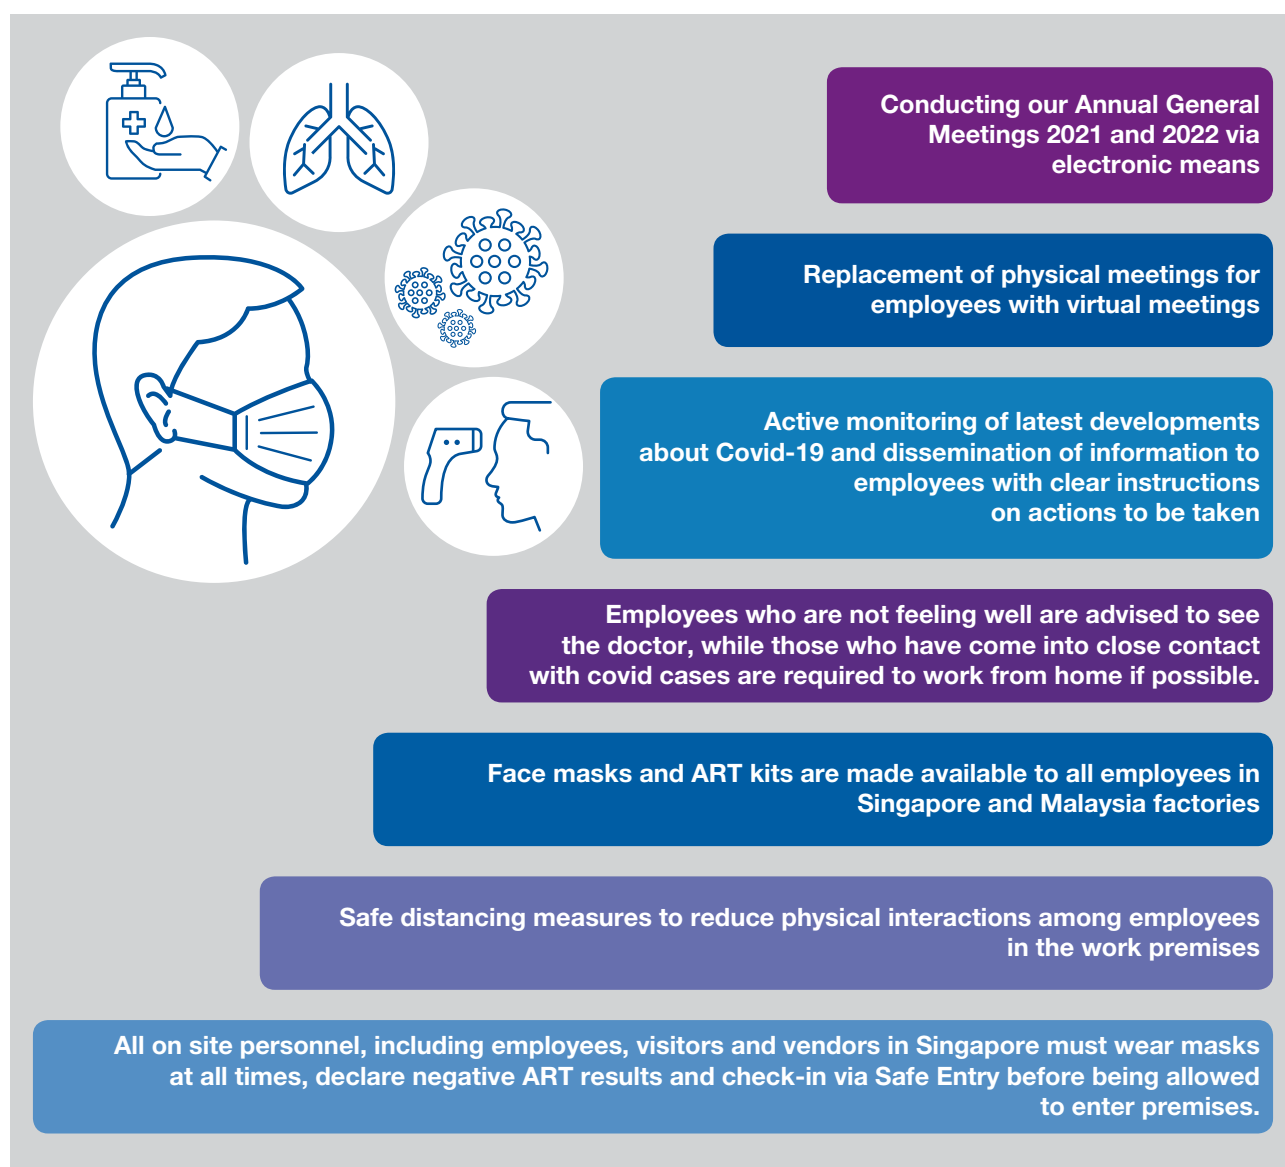 Conducting our Annual General
Meetings 2021 and 2022 via
electronic means
Replacement of physical meetings for
employees with virtual meetings
Active monitoring of latest developments
about Covid-19 and dissemination of information to
employees with clear instructions
on actions to be taken
Employees who are not feeling well are advised to see
the doctor, while those who have come into close contact
with covid cases are required to work from home if possible.
Face masks and ART kits are made available to all employees in
Singapore and Malaysia factories
Safe distancing measures to reduce physical interactions among employees
in the work premises
All on site personnel, including employees, visitors and vendors in Singapore must wear masks
at all times, declare negative ART results and check-in via Safe Entry before being allowed
to enter premises.